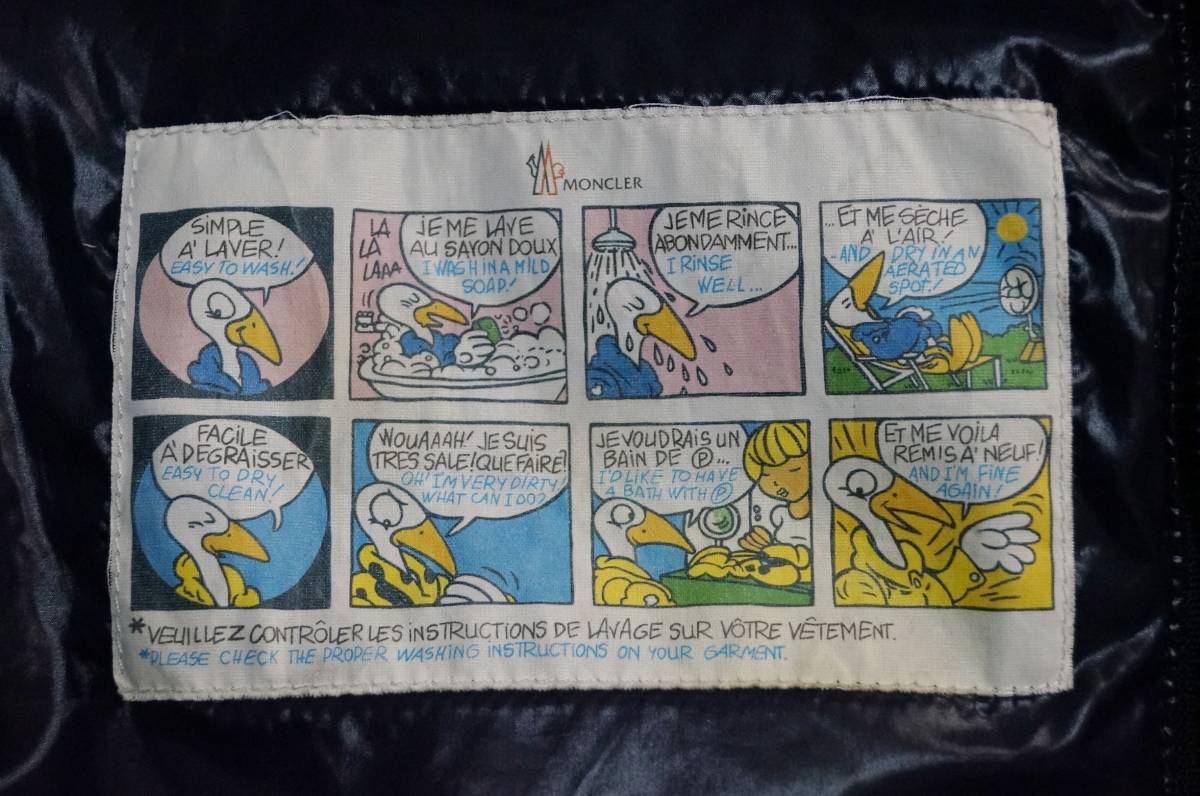 MONCLER
SIMPLE
A' LAVER!
EASY TO WASH!
LA
LA
LAAA
JE ME LAVE
AU SAYON DOUX
I WASH IN A MILD
SOAP!
JE ME RINCE
ABONDAMMENT...
I RINSE
WELL...
...ET ME SÈCHE
A' L'AIR!
..AND DRY IN AN
AERATED
SPOT!
FACILE
A' DEGRAISSER
EASY TO DRY
CLEAN!
WOUAAAH! JE SUIS
TRES SALE! QUE FAIRE?
OH! I'M VERY DIRTY!
WHAT CAN I DO?
JE VOUDRAIS UN
BAIN DE Ⓟ...
I'D LIKE TO HAVE
A BATH WITH Ⓟ
ET ME VOILA
REMIS A' NEUF!
AND I'M FINE
AGAIN!
*VEUILLEZ CONTRÔLER LES INSTRUCTIONS DE LAVAGE SUR VÔTRE VÊTEMENT.
*PLEASE CHECK THE PROPER WASHING INSTRUCTIONS ON YOUR GARMENT.